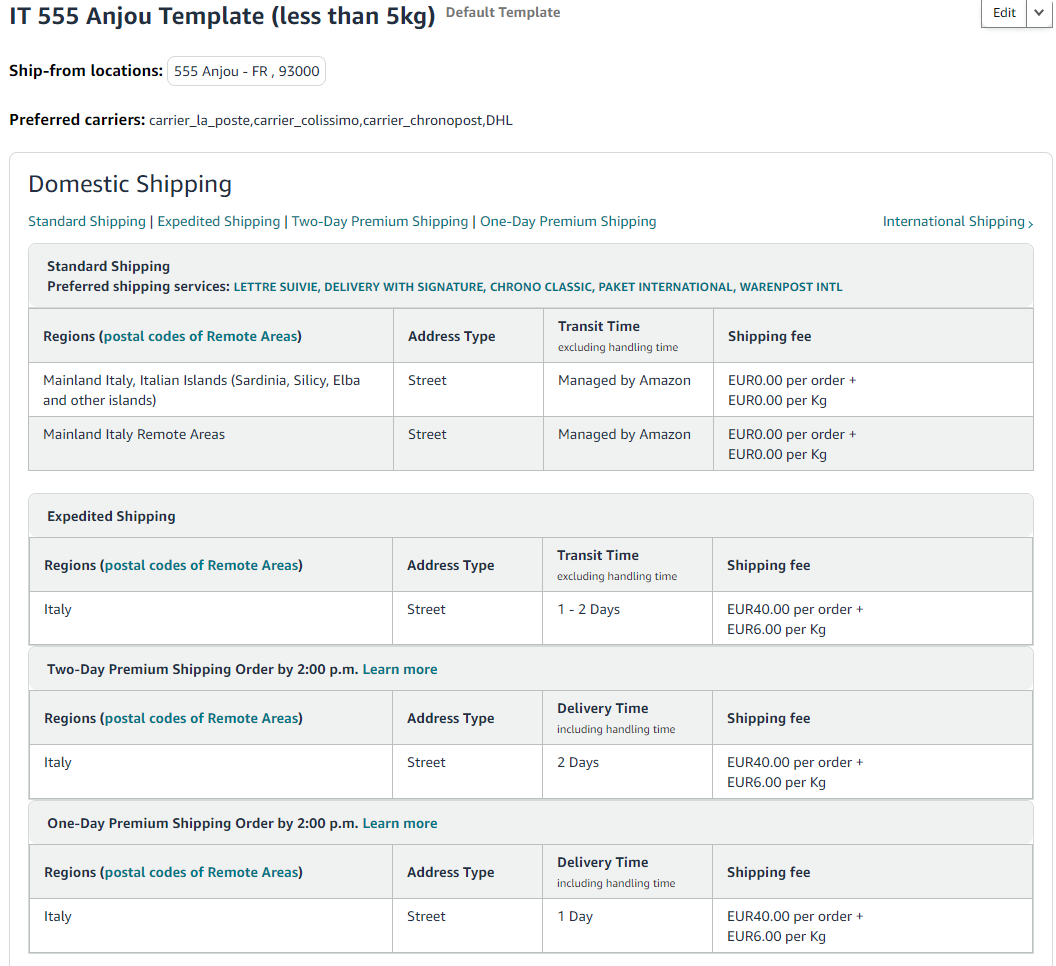 IT 555 Anjou Template (less than 5kg) Default Template Edit
Ship-from locations: 555 Anjou - FR , 93000
Preferred carriers: carrier_la_poste,carrier_colissimo,carrier_chronopost,DHL
Domestic Shipping
Standard Shipping | Expedited Shipping | Two-Day Premium Shipping | One-Day Premium Shipping International Shipping ›
Standard Shipping
Preferred shipping services: LETTRE SUIVIE, DELIVERY WITH SIGNATURE, CHRONO CLASSIC, PAKET INTERNATIONAL, WARENPOST INTL
Regions (postal codes of Remote Areas) Address Type Transit Time Shipping fee
excluding handling time
Mainland Italy, Italian Islands (Sardinia, Silicy, Elba Street Managed by Amazon EUR0.00 per order +
and other islands) EUR0.00 per Kg
Mainland Italy Remote Areas Street Managed by Amazon EUR0.00 per order +
EUR0.00 per Kg
Expedited Shipping
Regions (postal codes of Remote Areas) Address Type Transit Time Shipping fee
excluding handling time
Italy Street 1 - 2 Days EUR40.00 per order +
EUR6.00 per Kg
Two-Day Premium Shipping Order by 2:00 p.m. Learn more
Regions (postal codes of Remote Areas) Address Type Delivery Time Shipping fee
including handling time
Italy Street 2 Days EUR40.00 per order +
EUR6.00 per Kg
One-Day Premium Shipping Order by 2:00 p.m. Learn more
Regions (postal codes of Remote Areas) Address Type Delivery Time Shipping fee
including handling time
Italy Street 1 Day EUR40.00 per order +
EUR6.00 per Kg